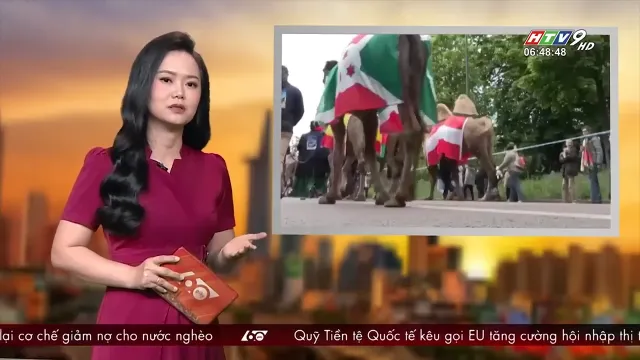 HTV9 HD
06:48:48
lại cơ chế giảm nợ cho nước nghèo 60 Quỹ Tiền tệ Quốc tế kêu gọi EU tăng cường hội nhập thị